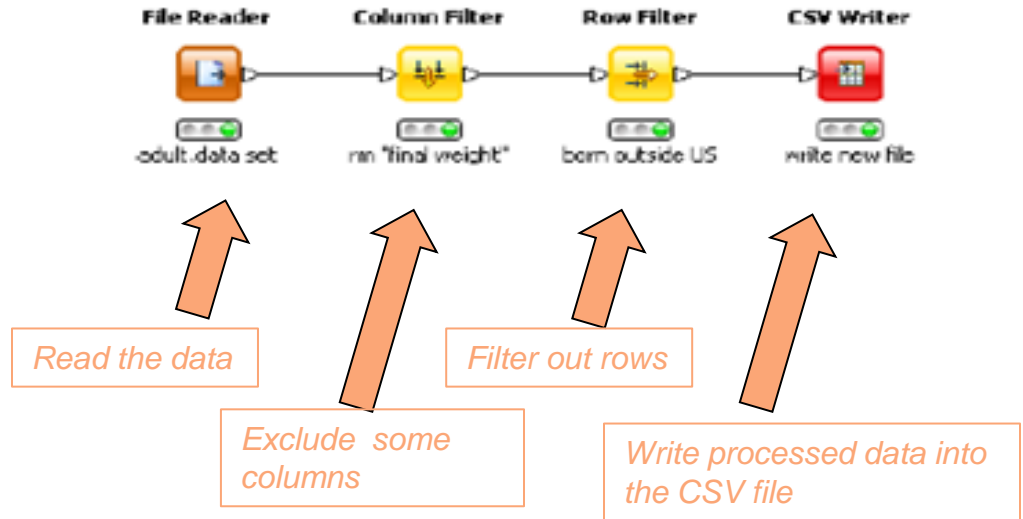 File Reader
Column Filter
Row Filter
CSV Writer
adult.data set
rm "final weight"
born outside US
write new file
Read the data
Filter out rows
Exclude some
columns
Write processed data into
the CSV file